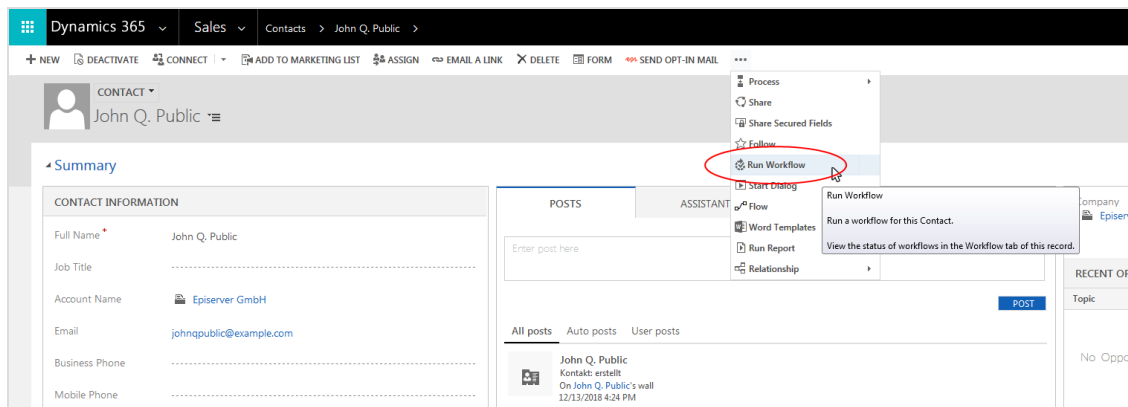 Dynamics 365 Sales Contacts > John Q. Public >
NEW DEACTIVATE CONNECT ADD TO MARKETING LIST ASSIGN EMAIL A LINK DELETE FORM SEND OPT-IN MAIL •••
CONTACT
John Q. Public
Process
Share
Share Secured Fields
Follow
Run Workflow
Start Dialog
Flow
Word Templates
Run Report
Relationship
Run Workflow
Run a workflow for this Contact.
View the status of workflows in the Workflow tab of this record.
Summary
CONTACT INFORMATION
Full Name * John Q. Public
Job Title
Account Name Episerver GmbH
Email johnqpublic@example.com
Business Phone
Mobile Phone
POSTS ASSISTANT
Enter post here
POST
All posts Auto posts User posts
John Q. Public
Kontakt: erstellt
On John Q. Public's wall
12/13/2018 4:24 PM
Company
RECENT
Topic
No